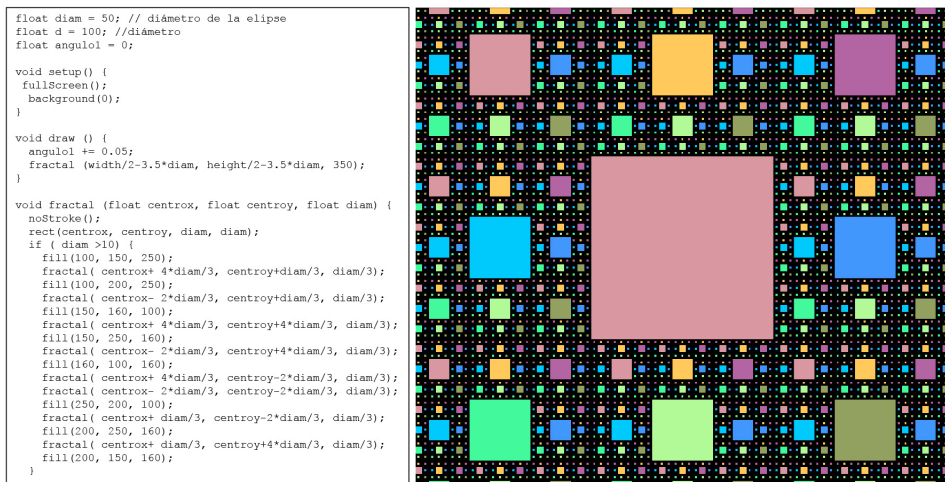 float diam = 50; // diámetro de la elipse
float d = 100; //diámetro
float angulo1 = 0;
void setup() {
fullScreen();
background(0);
}
void draw () {
angulo1 += 0.05;
fractal (width/2-3.5*diam, height/2-3.5*diam, 350);
}
void fractal (float centrox, float centroy, float diam) {
noStroke();
rect(centrox, centroy, diam, diam);
if ( diam >10) {
fill(100, 150, 250);
fractal( centrox+ 4*diam/3, centroy+diam/3, diam/3);
fill(100, 200, 250);
fractal( centrox- 2*diam/3, centroy+diam/3, diam/3);
fill(150, 160, 100);
fractal( centrox+ 4*diam/3, centroy+4*diam/3, diam/3);
fill(150, 250, 160);
fractal( centrox- 2*diam/3, centroy+4*diam/3, diam/3);
fill(160, 100, 160);
fractal( centrox+ 4*diam/3, centroy-2*diam/3, diam/3);
fractal( centrox- 2*diam/3, centroy-2*diam/3, diam/3);
fill(250, 200, 100);
fractal( centrox+ diam/3, centroy-2*diam/3, diam/3);
fill(200, 250, 160);
fractal( centrox+ diam/3, centroy+4*diam/3, diam/3);
fill(200, 150, 160);
}